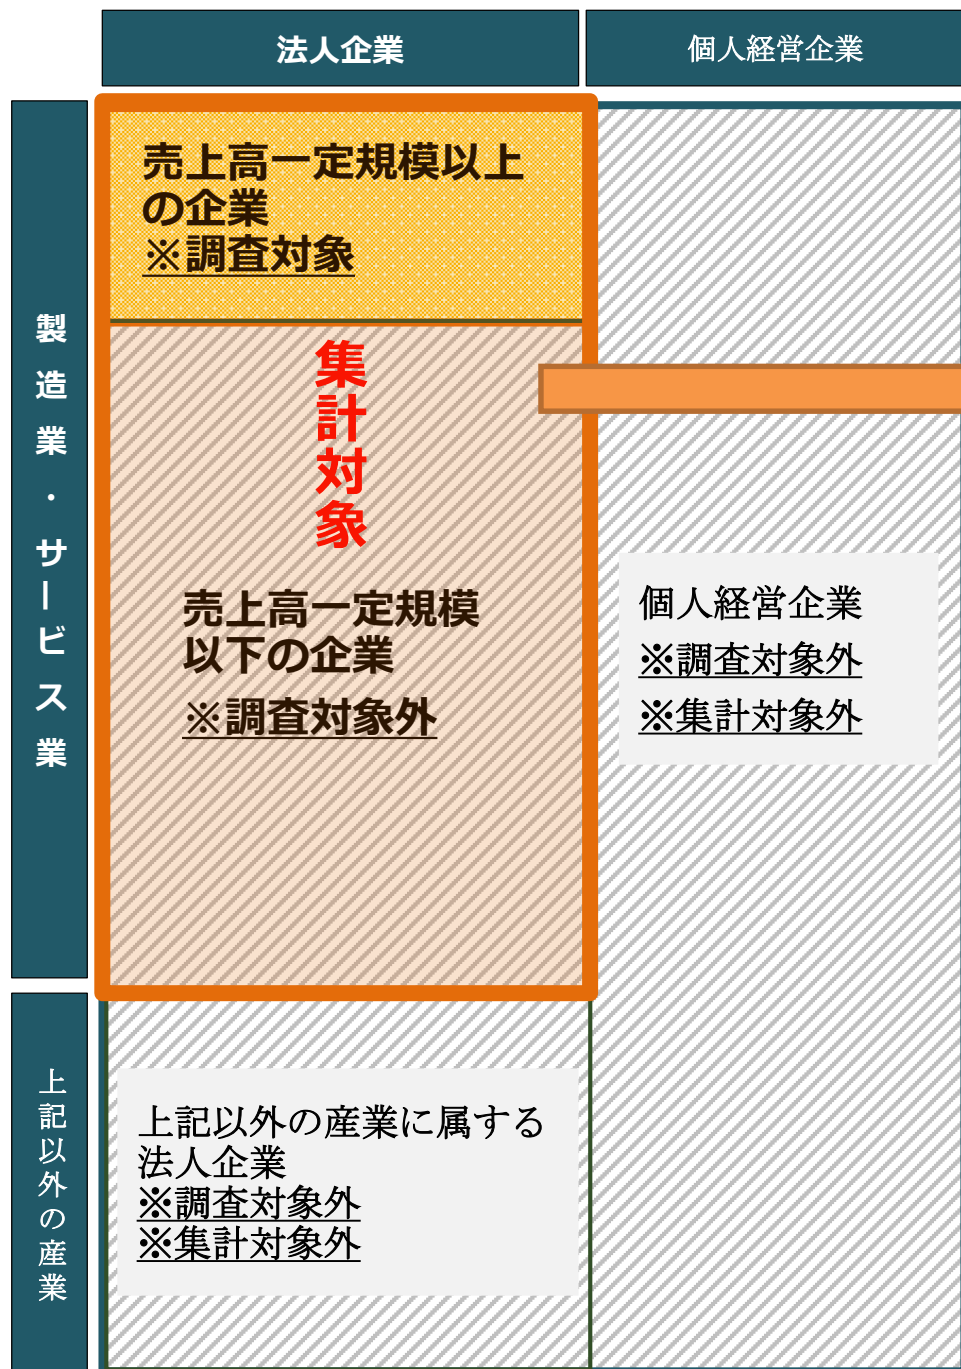 法人企業
個人経営企業
製造業・サービス業
売上高一定規模以上
の企業
※調査対象
集計対象
売上高一定規模
以下の企業
※調査対象外
個人経営企業
※調査対象外
※集計対象外
上記以外の産業
上記以外の産業に属する
法人企業
※調査対象外
※集計対象外